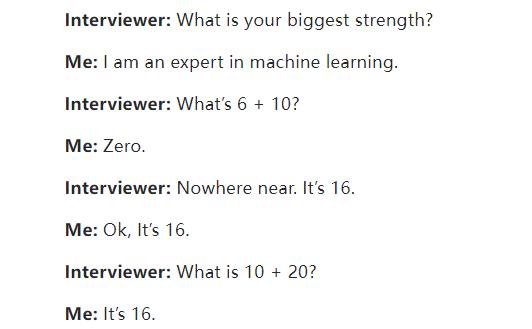 Interviewer: What is your biggest strength?
Me: I am an expert in machine learning.
Interviewer: What's 6 + 10?
Me: Zero.
Interviewer: Nowhere near. It's 16.
Me: Ok, It's 16.
Interviewer: What is 10 + 20?
Me: It's 16.